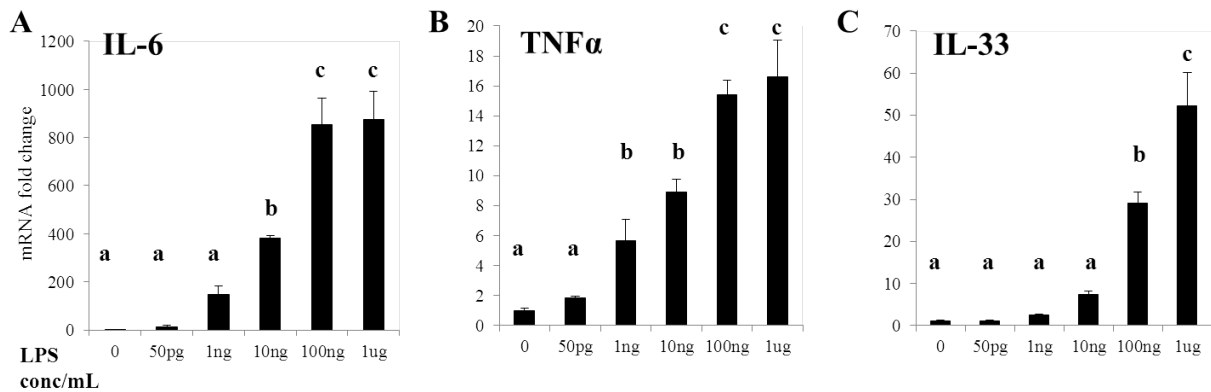 A
IL-6
mRNA fold change
1200
1000
800
600
400
200
0
a a a b c c
0 50pg 1ng 10ng 100ng 1ug
LPS
conc/mL
B
TNFα
20
18
16
14
12
10
8
6
4
2
0
a a b b c c
0 50pg 1ng 10ng 100ng 1ug
C
IL-33
70
60
50
40
30
20
10
0
a a a a b c
0 50pg 1ng 10ng 100ng 1ug